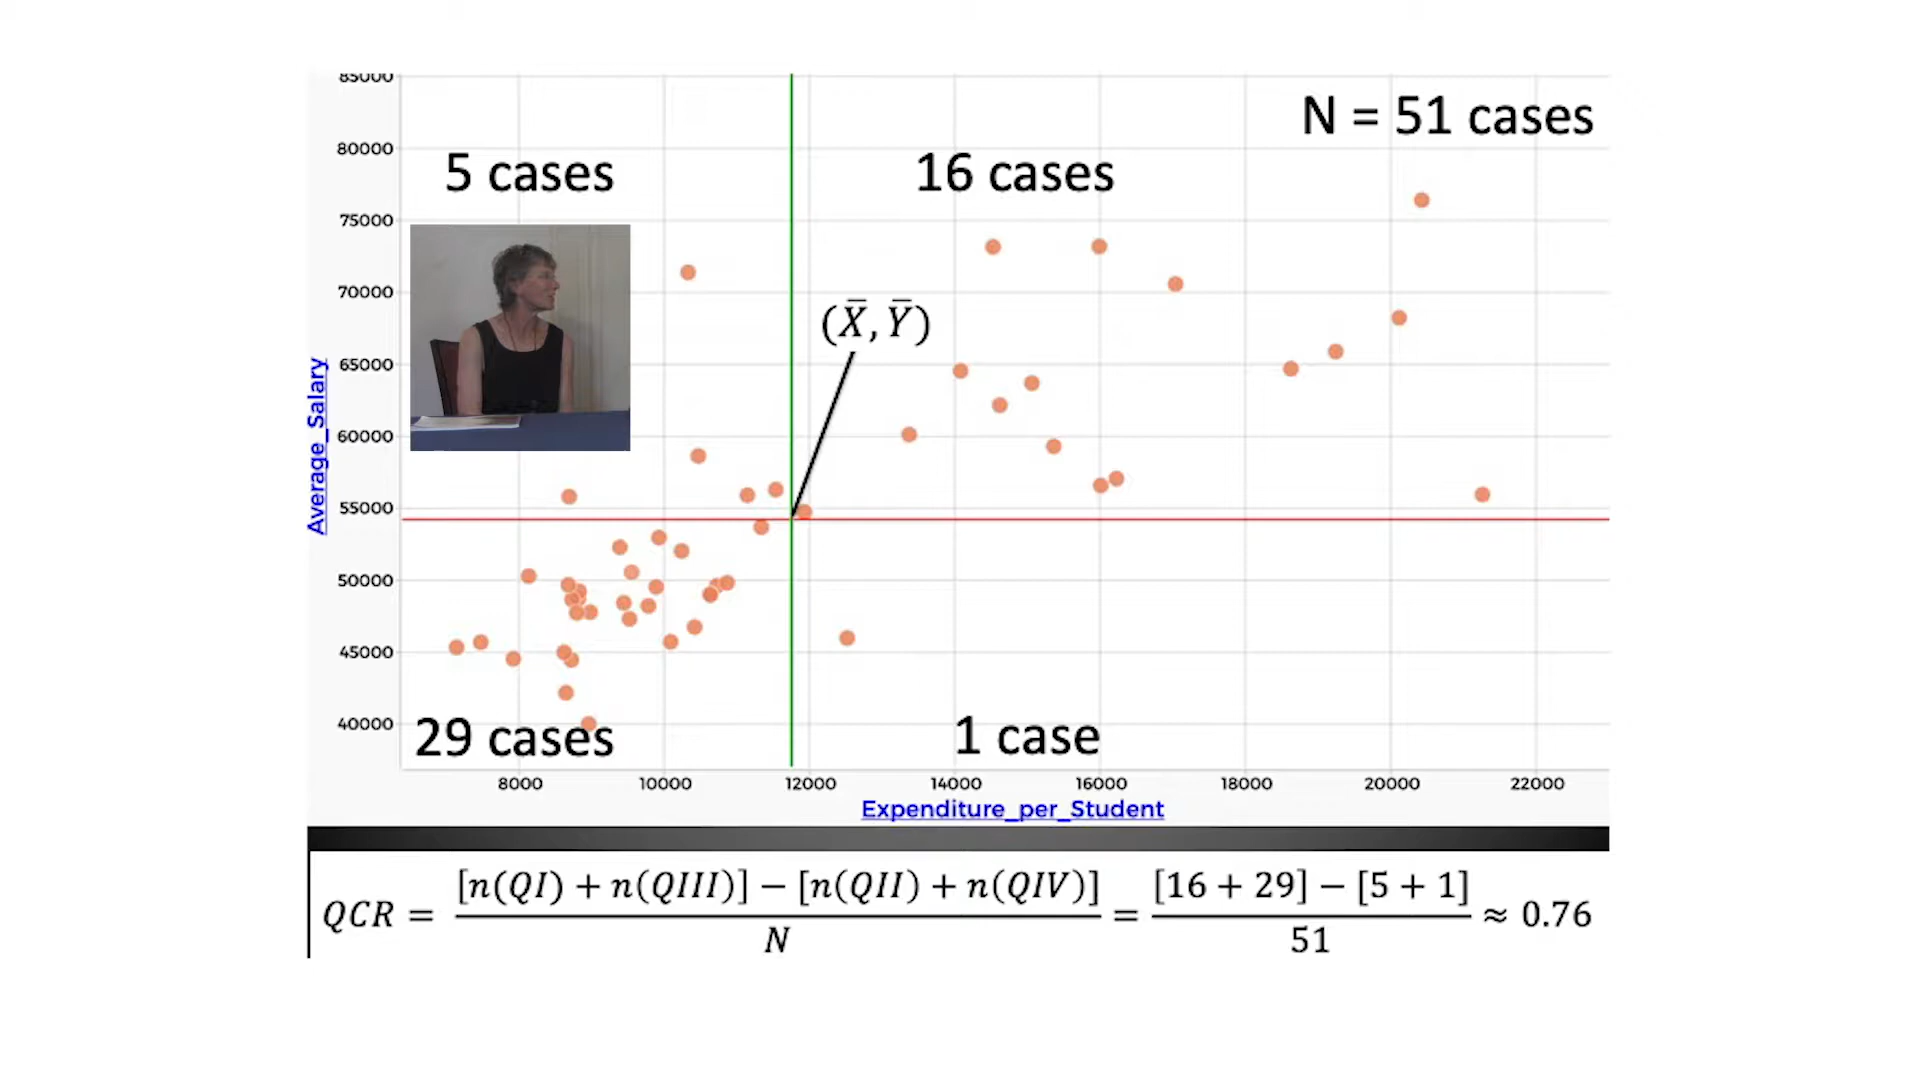 85000
N = 51 cases
80000
5 cases
16 cases
75000
70000
(X̄, Ȳ)
65000
60000
55000
50000
45000
40000
Average_Salary
29 cases
1 case
8000 10000 12000 14000 16000 18000 20000 22000
Expenditure_per_Student
QCR = [n(QI) + n(QIII)] − [n(QII) + n(QIV)] / N = [16 + 29] − [5 + 1] / 51 ≈ 0.76